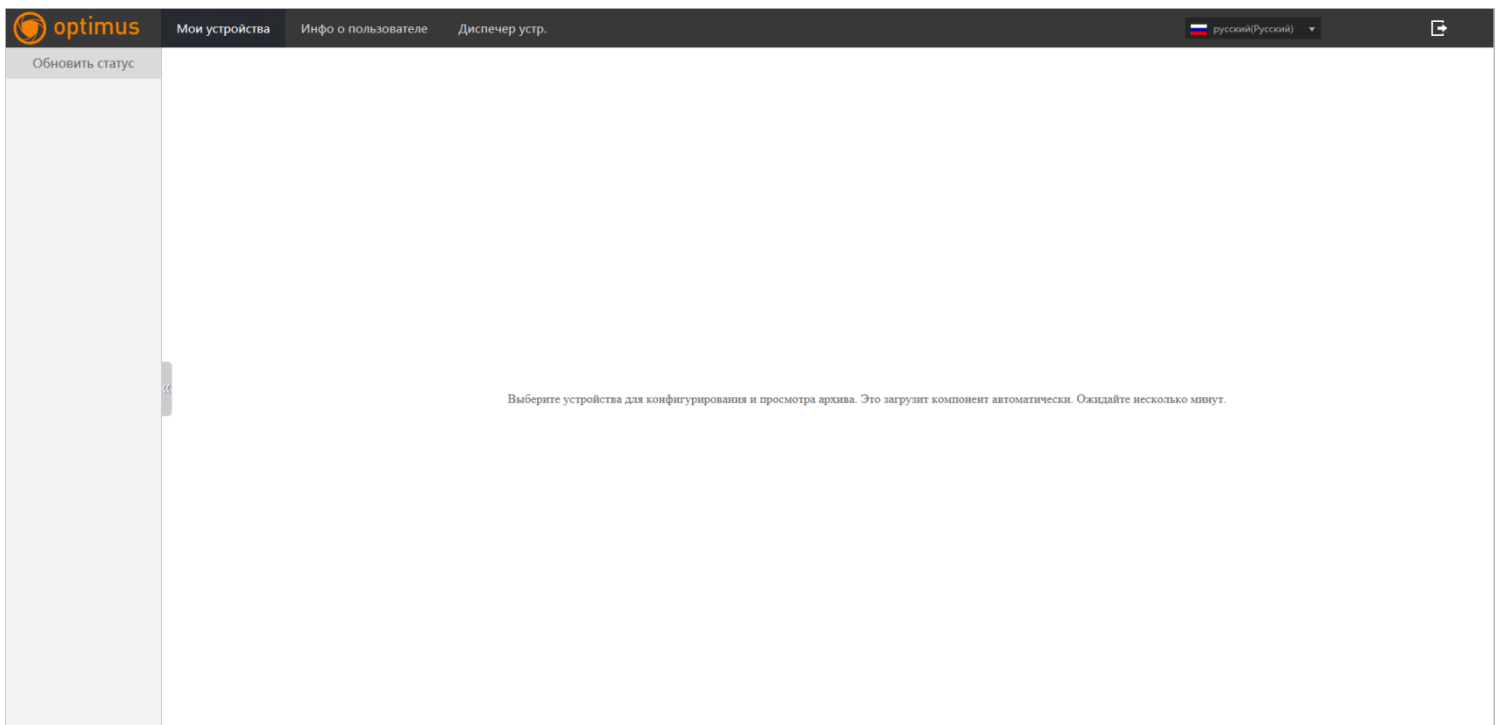 optimus Мои устройства Инфо о пользователе Диспечер устр. русский(Русский)
Обновить статус
Выберите устройства для конфигурирования и просмотра архива. Это загрузит компонент автоматически. Ожидайте несколько минут.